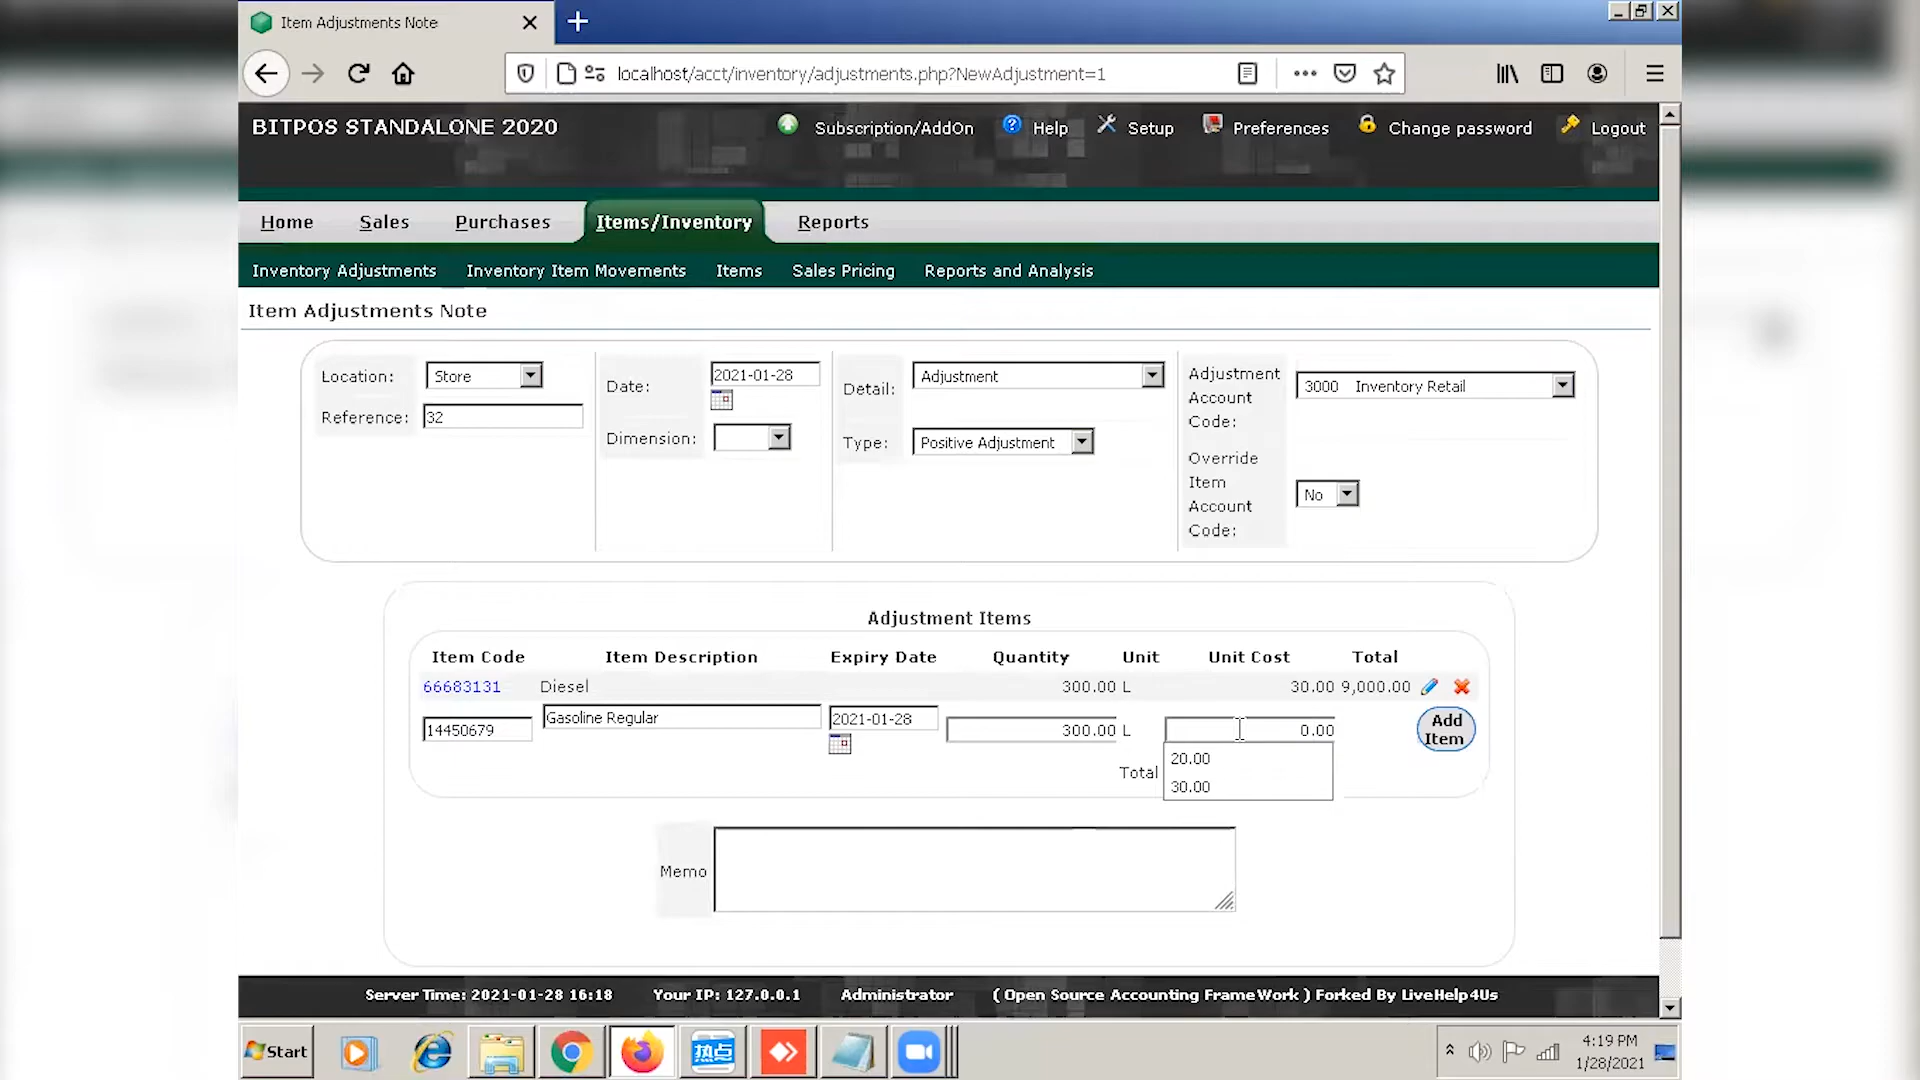 Item Adjustments Note
localhost/acct/inventory/adjustments.php?NewAdjustment=1
BITPOS STANDALONE 2020
Subscription/AddOn Help Setup Preferences Change password Logout
Home Sales Purchases Items/Inventory Reports
Inventory Adjustments Inventory Item Movements Items Sales Pricing Reports and Analysis
Item Adjustments Note
Location: Store
Reference: 32
Date: 2021-01-28
Dimension:
Detail: Adjustment
Type: Positive Adjustment
Adjustment
Account
Code:
3000 Inventory Retail
Override
Item
Account
Code:
No
Adjustment Items
Item Code Item Description Expiry Date Quantity Unit Unit Cost Total
66683131 Diesel 300.00 L 30.00 9,000.00
14450679 Gasoline Regular 2021-01-28 300.00 L 0.00
Add
Item
20.00
Total
30.00
Memo
Server Time: 2021-01-28 16:18 Your IP: 127.0.0.1 Administrator ( Open Source Accounting FrameWork ) Forked By LiveHelp4Us
Start
热点
4:19 PM
1/28/2021